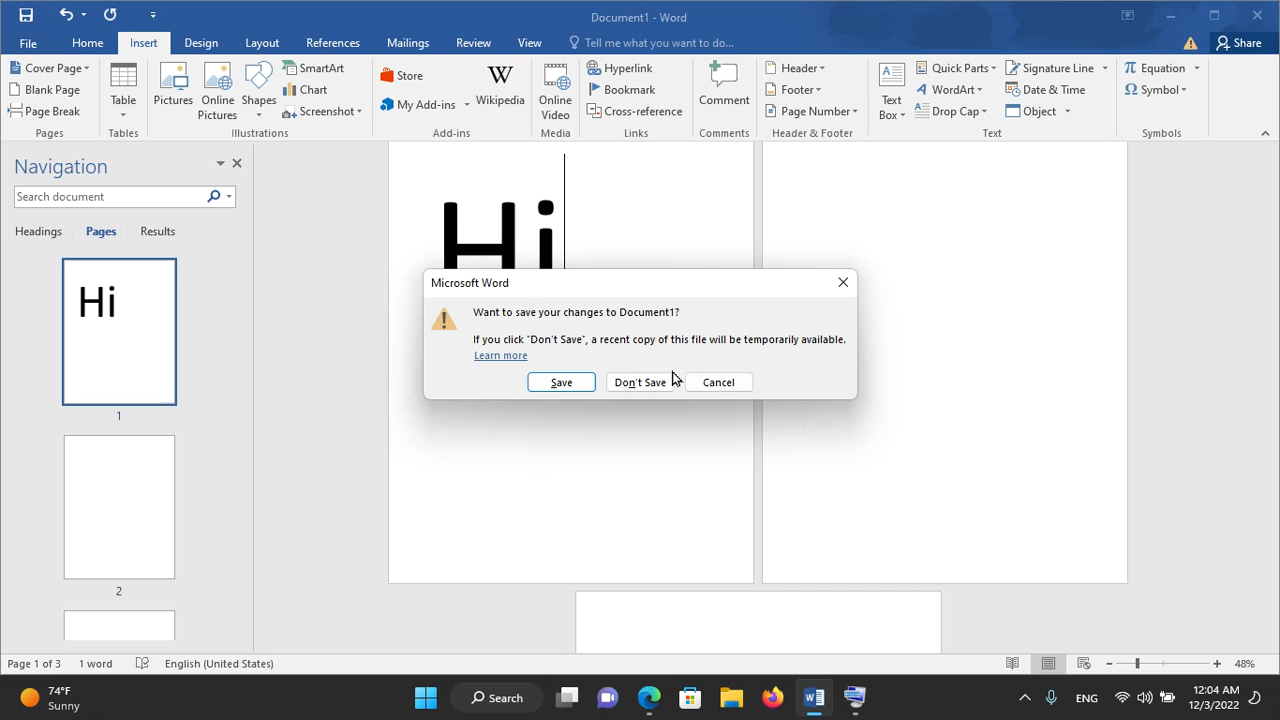 Document1 - Word
File Home Insert Design Layout References Mailings Review View Tell me what you want to do... Share
Cover Page
Blank Page
Page Break
Pages
Table
Tables
Pictures
Online Pictures
Shapes
SmartArt
Chart
Screenshot
Illustrations
Store
My Add-ins
W
Wikipedia
Add-ins
Online Video
Media
Hyperlink
Bookmark
Cross-reference
Links
Comment
Comments
Header
Footer
Page Number
Header & Footer
A
Text Box
Quick Parts
WordArt
Drop Cap
Signature Line
Date & Time
Object
Text
Equation
Symbol
Symbols
Navigation
Search document
Headings Pages Results
Hi
1
2
Hi
Microsoft Word
Want to save your changes to Document1?
If you click "Don't Save", a recent copy of this file will be temporarily available.
Learn more
Save Don't Save Cancel
Page 1 of 3 1 word English (United States) 48%
74°F
Sunny
Search
ENG
12:04 AM
12/3/2022